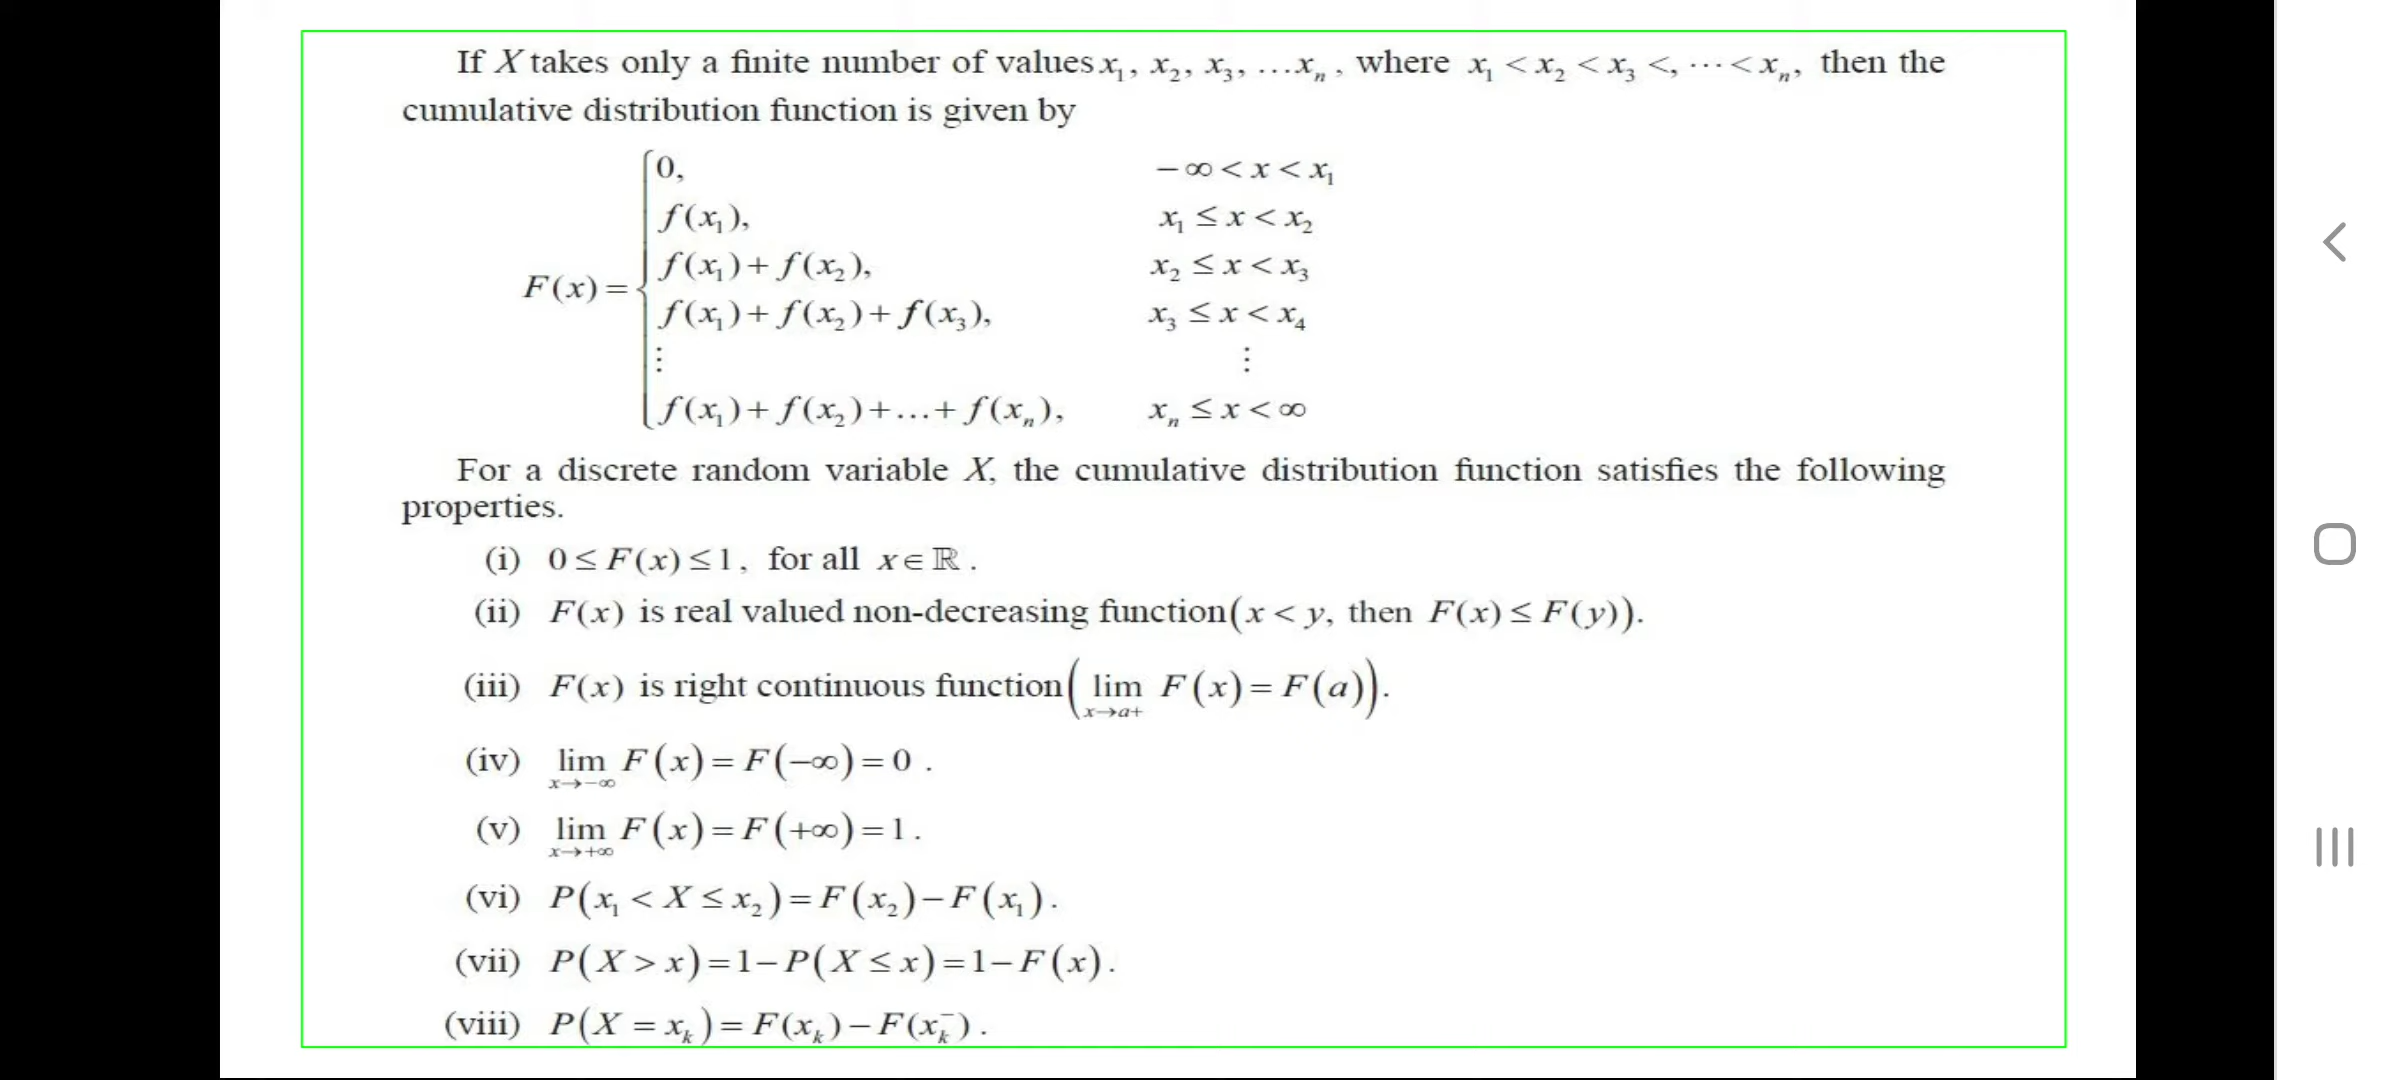 If X takes only a finite number of values x₁, x₂, x₃, …xₙ, where x₁ < x₂ < x₃ <, ⋯ < xₙ, then the
cumulative distribution function is given by
F(x) = { 0, −∞ < x < x₁
f(x₁), x₁ ≤ x < x₂
f(x₁) + f(x₂), x₂ ≤ x < x₃
f(x₁) + f(x₂) + f(x₃), x₃ ≤ x < x₄
⋮ ⋮
f(x₁) + f(x₂) + … + f(xₙ), xₙ ≤ x < ∞
For a discrete random variable X, the cumulative distribution function satisfies the following
properties.
(i) 0 ≤ F(x) ≤ 1, for all x ∈ ℝ.
(ii) F(x) is real valued non-decreasing function (x < y, then F(x) ≤ F(y)).
(iii) F(x) is right continuous function (lim x→a+ F(x) = F(a)).
(iv) lim x→−∞ F(x) = F(−∞) = 0.
(v) lim x→+∞ F(x) = F(+∞) = 1.
(vi) P(x₁ < X ≤ x₂) = F(x₂) − F(x₁).
(vii) P(X > x) = 1 − P(X ≤ x) = 1 − F(x).
(viii) P(X = xₖ) = F(xₖ) − F(xₖ⁻).